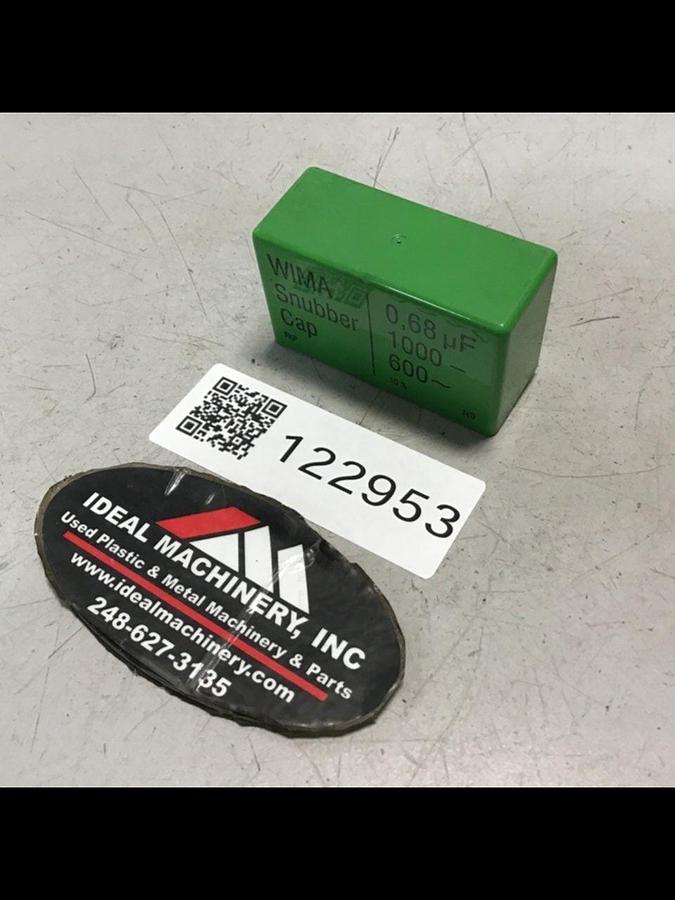 WIMA
Snubber
Cap
0,68 µF
1000 –
600~
10%
122953
IDEAL MACHINERY, INC
Used Plastic & Metal Machinery & Parts
www.idealmachinery.com
248-627-3135